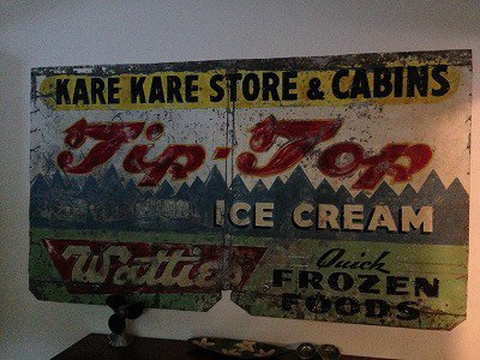 KARE KARE STORE & CABINS
Tip-Top
ICE CREAM
Wattie's
Quick
FROZEN
FOODS